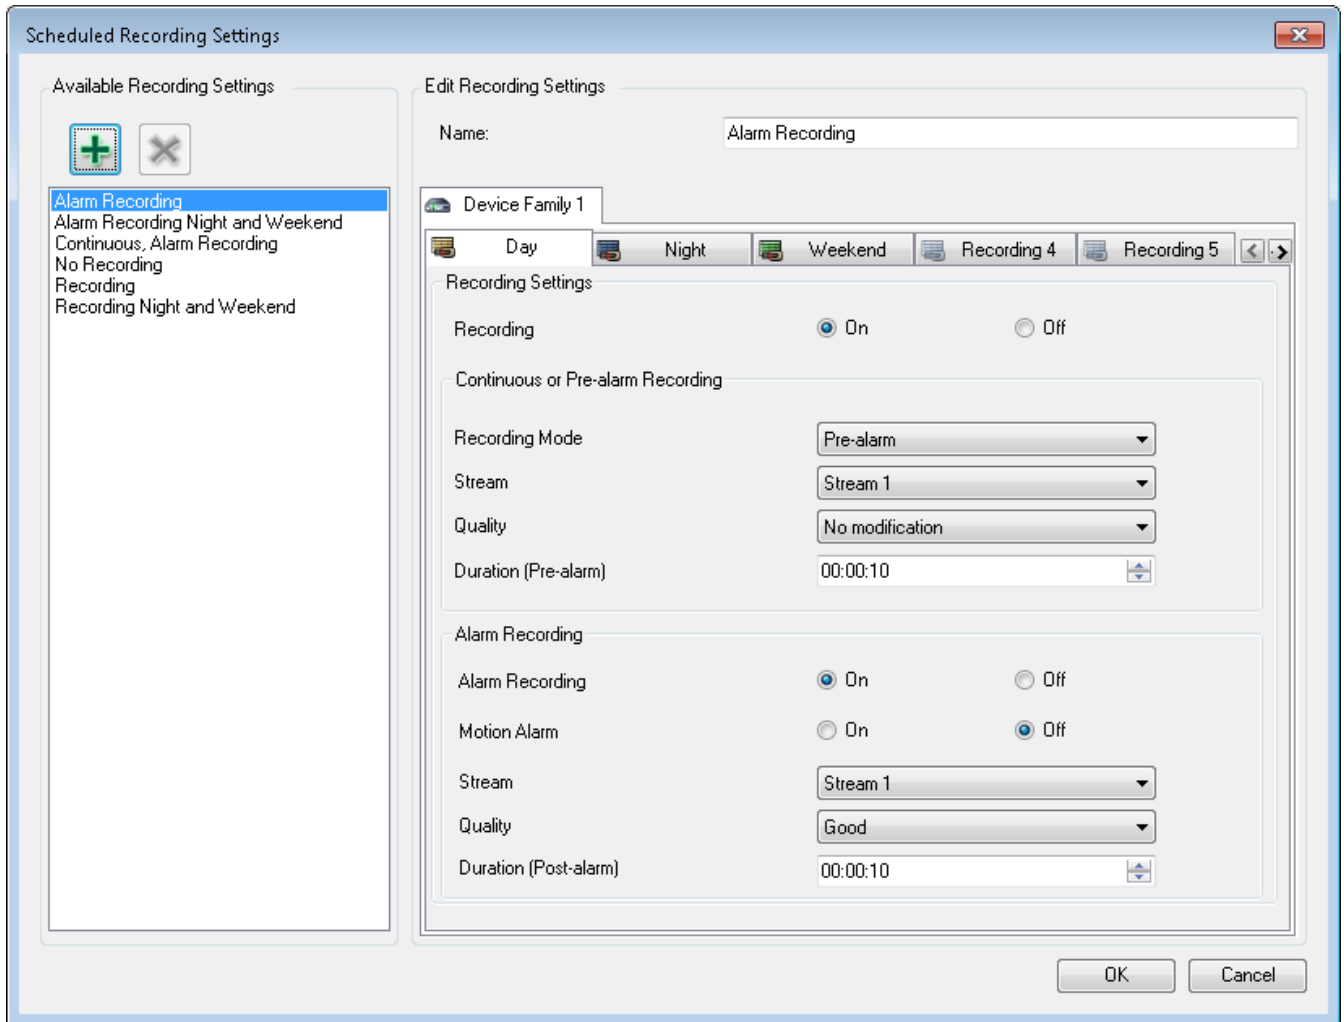 Scheduled Recording Settings
Available Recording Settings
Alarm Recording
Alarm Recording Night and Weekend
Continuous, Alarm Recording
No Recording
Recording
Recording Night and Weekend
Edit Recording Settings
Name: Alarm Recording
Device Family 1
Day Night Weekend Recording 4 Recording 5
Recording Settings
Recording On Off
Continuous or Pre-alarm Recording
Recording Mode Pre-alarm
Stream Stream 1
Quality No modification
Duration (Pre-alarm) 00:00:10
Alarm Recording
Alarm Recording On Off
Motion Alarm On Off
Stream Stream 1
Quality Good
Duration (Post-alarm) 00:00:10
OK Cancel